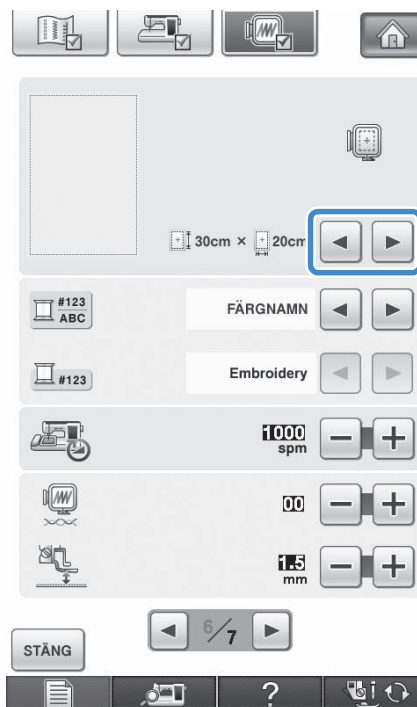 30cm × 20cm
#123
ABC
FÄRGNAMN
#123
Embroidery
1000
spm
00
1.5
mm
6/7
STÄNG
?